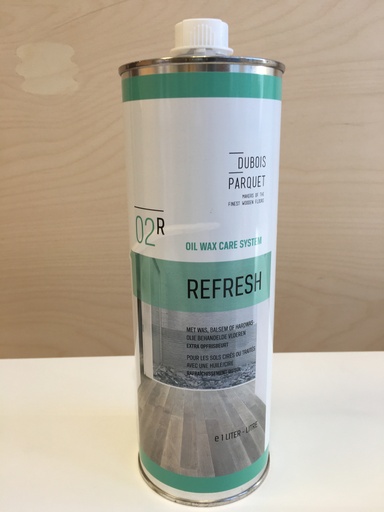 DUBOIS
PARQUET
MAKERS OF THE
FINEST WOODEN FLOORS
02R
OIL WAX CARE SYSTEM
REFRESH
MET WAS, BALSEM OF HARDWAS
OLIE BEHANDELDE VLOEREN
EXTRA OPFRISBEURT
POUR LES SOLS CIRÉS OU TRAITÉS
AVEC UNE HUILE/CIRE
e 1 LITER - LITRE